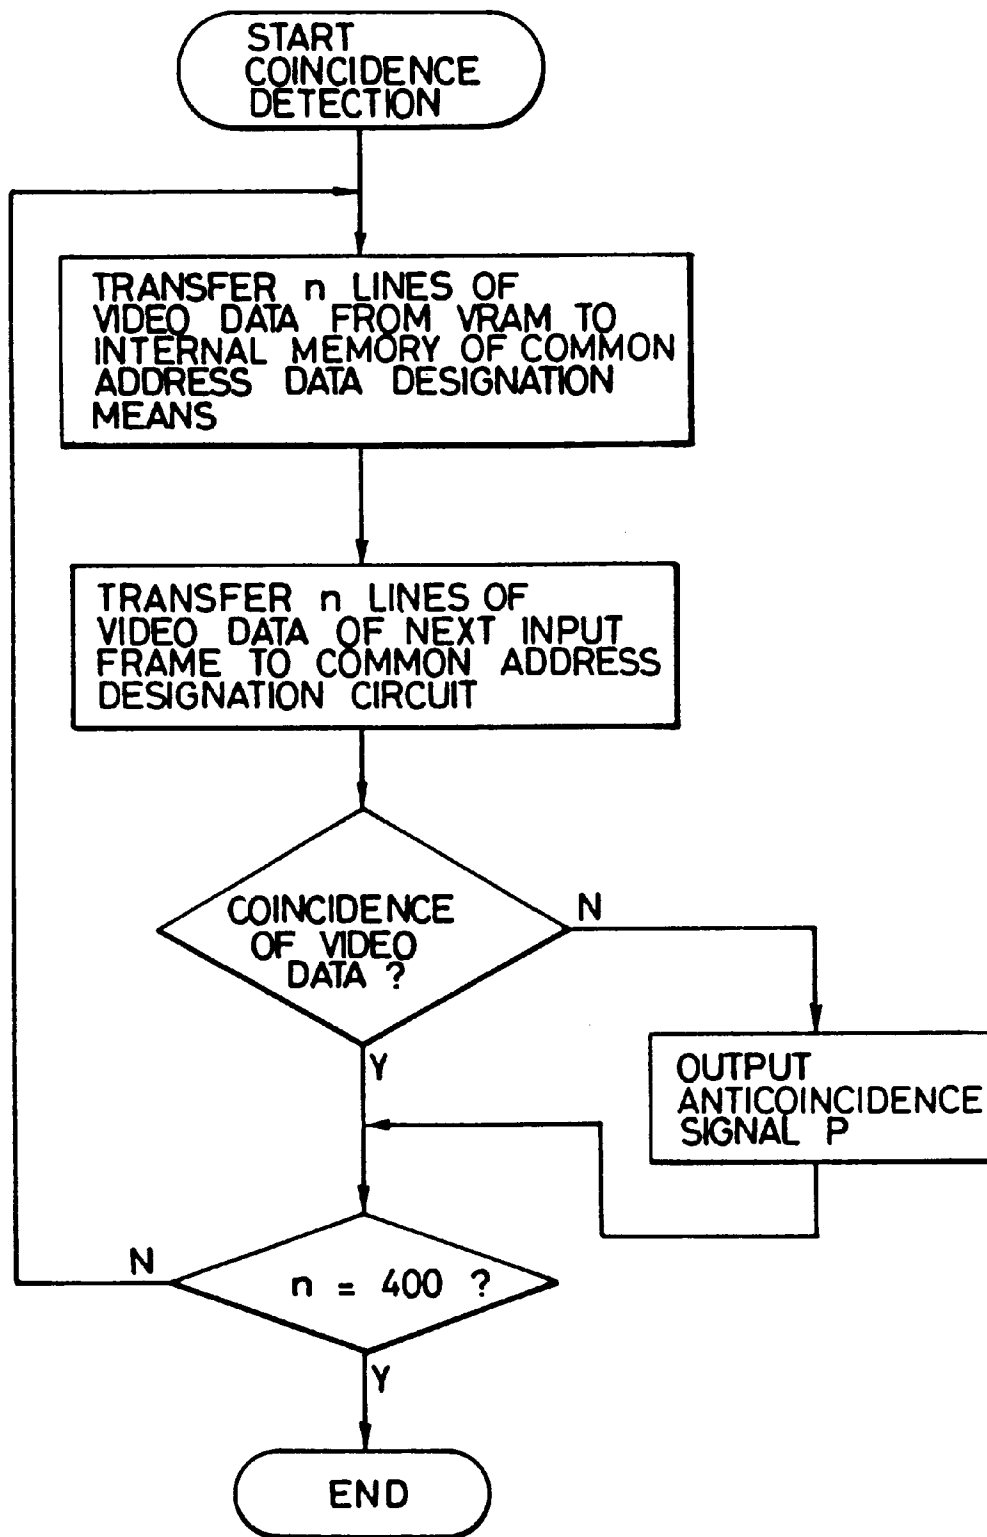 START
COINCIDENCE
DETECTION
TRANSFER n LINES OF
VIDEO DATA FROM VRAM TO
INTERNAL MEMORY OF COMMON
ADDRESS DATA DESIGNATION
MEANS
TRANSFER n LINES OF
VIDEO DATA OF NEXT INPUT
FRAME TO COMMON ADDRESS
DESIGNATION CIRCUIT
COINCIDENCE
OF VIDEO
DATA ?
N
Y
OUTPUT
ANTICOINCIDENCE
SIGNAL P
N
n = 400 ?
Y
END